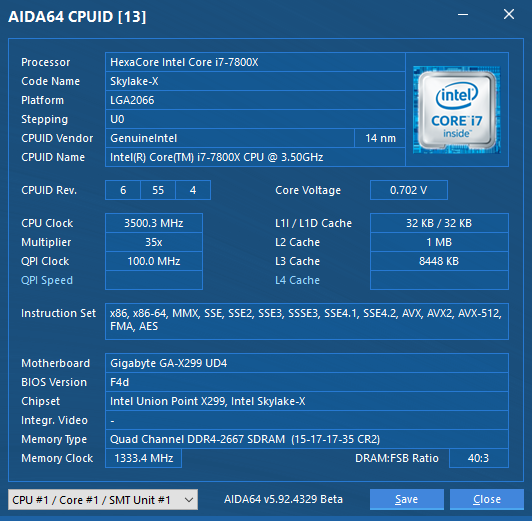 AIDA64 CPUID [13]
Processor HexaCore Intel Core i7-7800X
Code Name Skylake-X
Platform LGA2066
Stepping U0
CPUID Vendor GenuineIntel 14 nm
CPUID Name Intel(R) Core(TM) i7-7800X CPU @ 3.50GHz
intel
CORE i7
inside™
CPUID Rev. 6 55 4 Core Voltage 0.702 V
CPU Clock 3500.3 MHz L1I / L1D Cache 32 KB / 32 KB
Multiplier 35x L2 Cache 1 MB
QPI Clock 100.0 MHz L3 Cache 8448 KB
QPI Speed L4 Cache
Instruction Set x86, x86-64, MMX, SSE, SSE2, SSE3, SSSE3, SSE4.1, SSE4.2, AVX, AVX2, AVX-512,
FMA, AES
Motherboard Gigabyte GA-X299 UD4
BIOS Version F4d
Chipset Intel Union Point X299, Intel Skylake-X
Integr. Video -
Memory Type Quad Channel DDR4-2667 SDRAM (15-17-17-35 CR2)
Memory Clock 1333.4 MHz DRAM:FSB Ratio 40:3
CPU #1 / Core #1 / SMT Unit #1 AIDA64 v5.92.4329 Beta Save Close